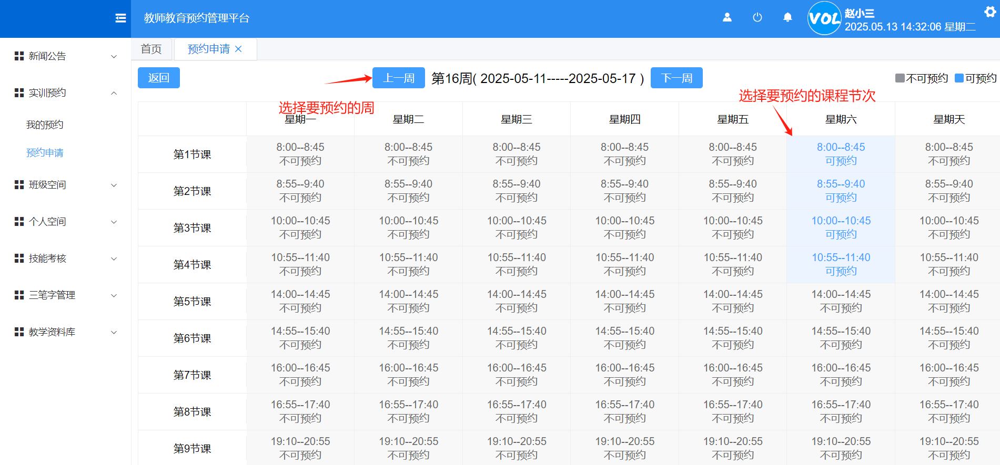 教师教育预约管理平台
VOL
赵小三
2025.05.13 14:32:06 星期二
新闻公告
实训预约
我的预约
预约申请
班级空间
个人空间
技能考核
三笔字管理
教学资料库
首页 预约申请
返回 上一周 第16周( 2025-05-11-----2025-05-17 ) 下一周 不可预约 可预约
选择要预约的周 选择要预约的课程节次
星期一 星期二 星期三 星期四 星期五 星期六 星期天
第1节课
8:00--8:45 8:00--8:45 8:00--8:45 8:00--8:45 8:00--8:45 8:00--8:45 8:00--8:45
不可预约 不可预约 不可预约 不可预约 不可预约 可预约 不可预约
第2节课
8:55--9:40 8:55--9:40 8:55--9:40 8:55--9:40 8:55--9:40 8:55--9:40 8:55--9:40
不可预约 不可预约 不可预约 不可预约 不可预约 可预约 不可预约
第3节课
10:00--10:45 10:00--10:45 10:00--10:45 10:00--10:45 10:00--10:45 10:00--10:45 10:00--10:45
不可预约 不可预约 不可预约 不可预约 不可预约 可预约 不可预约
第4节课
10:55--11:40 10:55--11:40 10:55--11:40 10:55--11:40 10:55--11:40 10:55--11:40 10:55--11:40
不可预约 不可预约 不可预约 不可预约 不可预约 可预约 不可预约
第5节课
14:00--14:45 14:00--14:45 14:00--14:45 14:00--14:45 14:00--14:45 14:00--14:45 14:00--14:45
不可预约 不可预约 不可预约 不可预约 不可预约 不可预约 不可预约
第6节课
14:55--15:40 14:55--15:40 14:55--15:40 14:55--15:40 14:55--15:40 14:55--15:40 14:55--15:40
不可预约 不可预约 不可预约 不可预约 不可预约 不可预约 不可预约
第7节课
16:00--16:45 16:00--16:45 16:00--16:45 16:00--16:45 16:00--16:45 16:00--16:45 16:00--16:45
不可预约 不可预约 不可预约 不可预约 不可预约 不可预约 不可预约
第8节课
16:55--17:40 16:55--17:40 16:55--17:40 16:55--17:40 16:55--17:40 16:55--17:40 16:55--17:40
不可预约 不可预约 不可预约 不可预约 不可预约 不可预约 不可预约
第9节课
19:10--20:55 19:10--20:55 19:10--20:55 19:10--20:55 19:10--20:55 19:10--20:55 19:10--20:55
不可预约 不可预约 不可预约 不可预约 不可预约 不可预约 不可预约